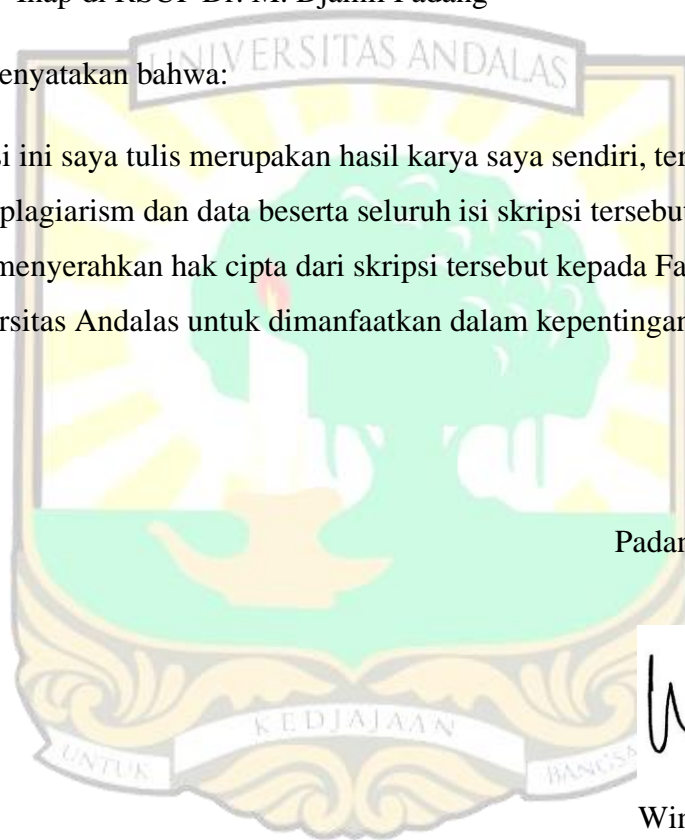 Inap di RSUP Dr. M. Djamil Padang
UNIVERSITAS ANDALAS
enyatakan bahwa:
si ini saya tulis merupakan hasil karya saya sendiri, ter
plagiarism dan data beserta seluruh isi skripsi tersebut
menyerahkan hak cipta dari skripsi tersebut kepada Fa
rsitas Andalas untuk dimanfaatkan dalam kepentingan
Padan
KEDJAJAAN
UNTUK
BANGSA
Win